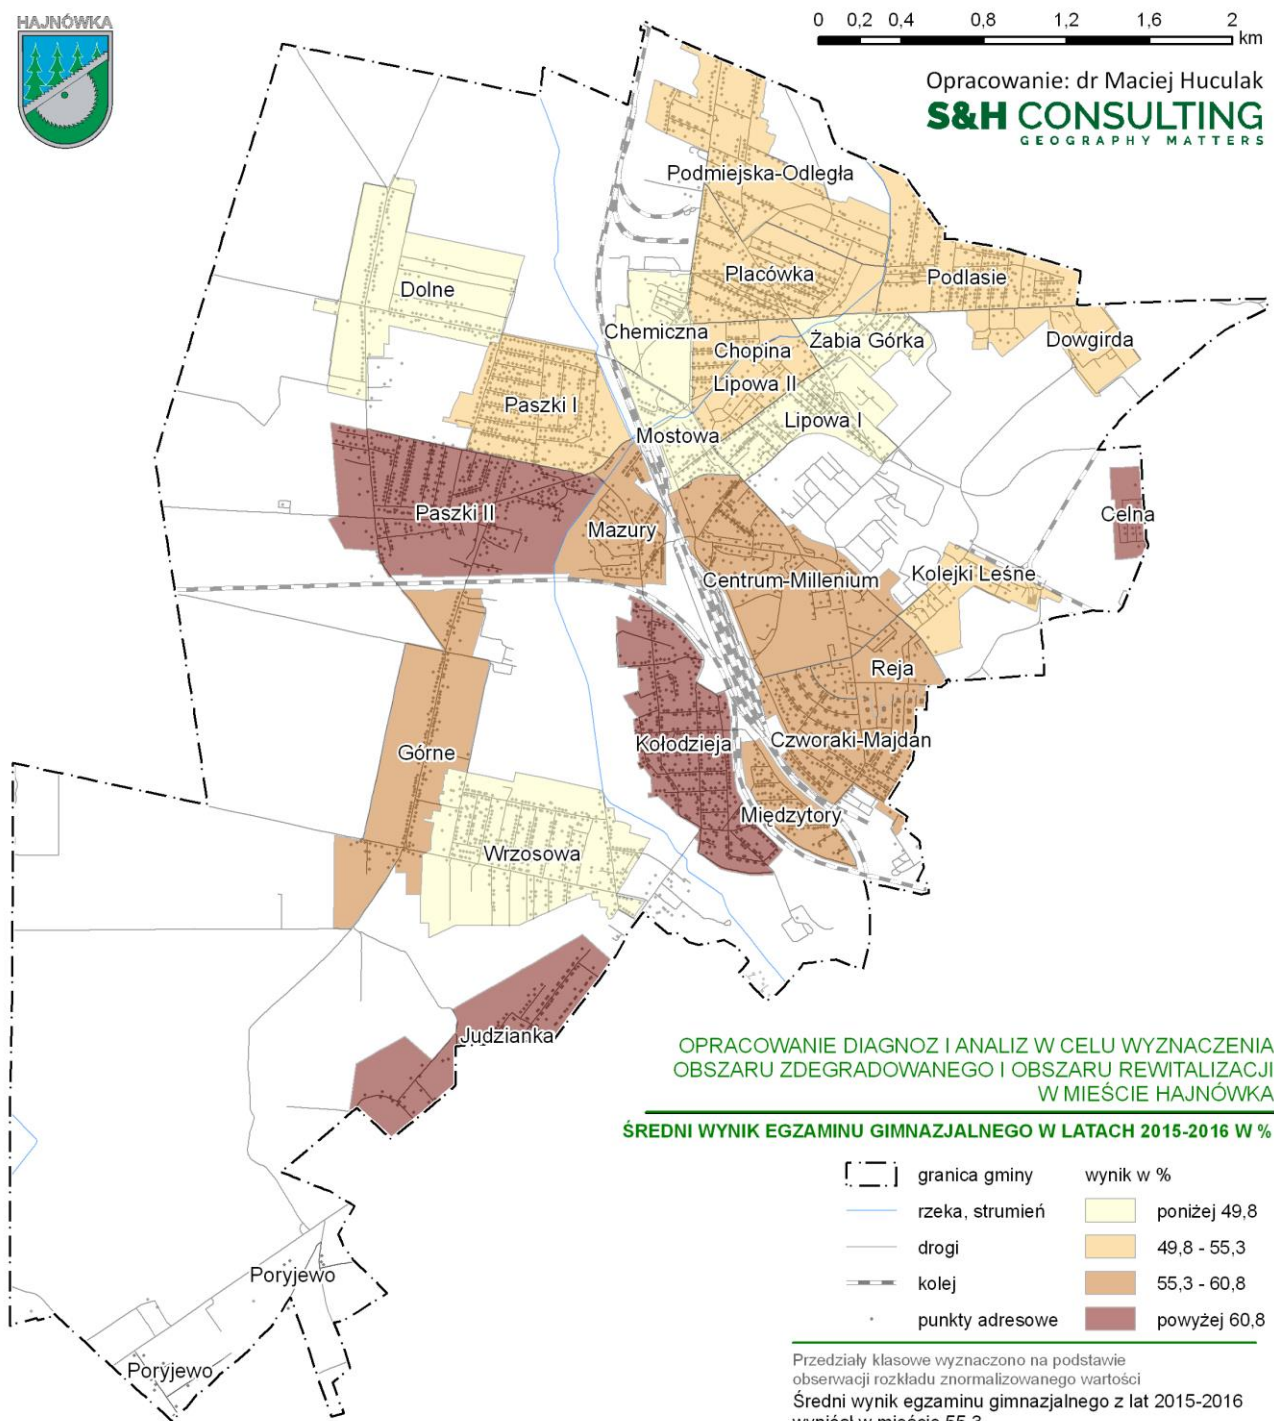 HAJNÓWKA
0 0,2 0,4 0,8 1,2 1,6 2
km
Opracowanie: dr Maciej Huculak
S&H CONSULTING
GEOGRAPHY MATTERS
Podmiejska-Odległa
Placówka
Podlasie
Dolne
Chemiczna
Chopina
Żabia Górka
Dowgirda
Lipowa II
Paszki I
Lipowa I
Mostowa
Paszki II
Celna
Mazury
Centrum-Millenium
Kolejki Leśne
Reja
Kołodzieja
Czworaki-Majdan
Górne
Międzytory
Wrzosowa
Judzianka
Poryjewo
Poryjewo
OPRACOWANIE DIAGNOZ I ANALIZ W CELU WYZNACZENIA
OBSZARU ZDEGRADOWANEGO I OBSZARU REWITALIZACJI
W MIEŚCIE HAJNÓWKA
ŚREDNI WYNIK EGZAMINU GIMNAZJALNEGO W LATACH 2015-2016 W %
granica gminy
rzeka, strumień
drogi
kolej
punkty adresowe
wynik w %
poniżej 49,8
49,8 - 55,3
55,3 - 60,8
powyżej 60,8
Przedziały klasowe wyznaczono na podstawie
obserwacji rozkładu znormalizowanego wartości
Średni wynik egzaminu gimnazjalnego z lat 2015-2016
wyniósł w mieście 55,3